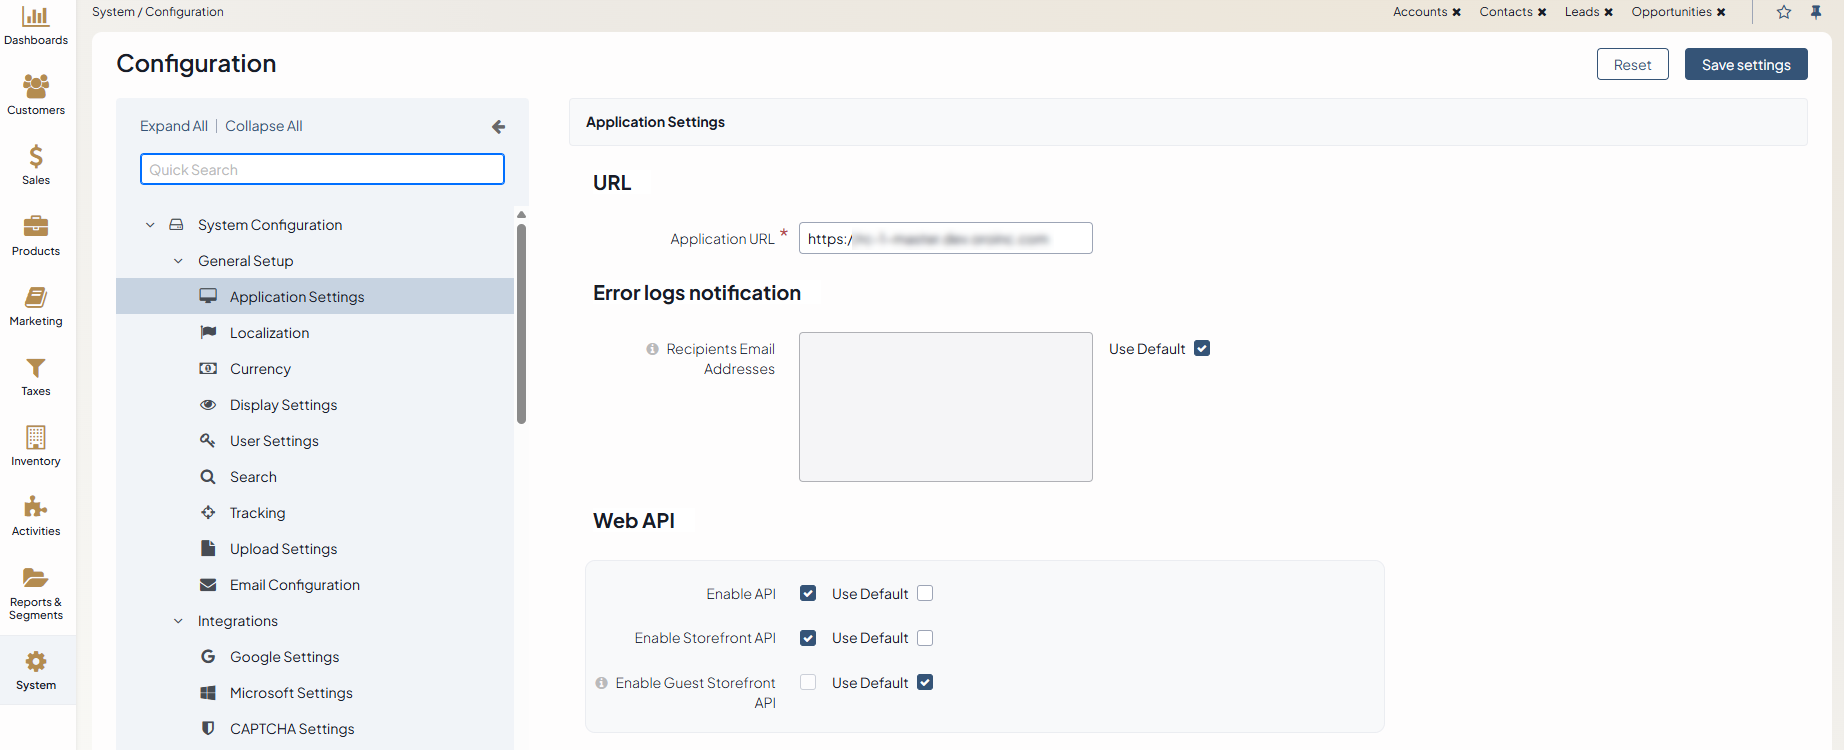 System / Configuration
Accounts ✖ Contacts ✖ Leads ✖ Opportunities ✖
Dashboards
Customers
Sales
Products
Marketing
Taxes
Inventory
Activities
Reports &
Segments
System
Configuration
Reset
Save settings
Expand All | Collapse All
Quick Search
System Configuration
General Setup
Application Settings
Localization
Currency
Display Settings
User Settings
Search
Tracking
Upload Settings
Email Configuration
Integrations
Google Settings
Microsoft Settings
CAPTCHA Settings
Application Settings
URL
Application URL * https:/
Error logs notification
Recipients Email
Addresses
Use Default
Web API
Enable API Use Default
Enable Storefront API Use Default
Enable Guest Storefront
API
Use Default